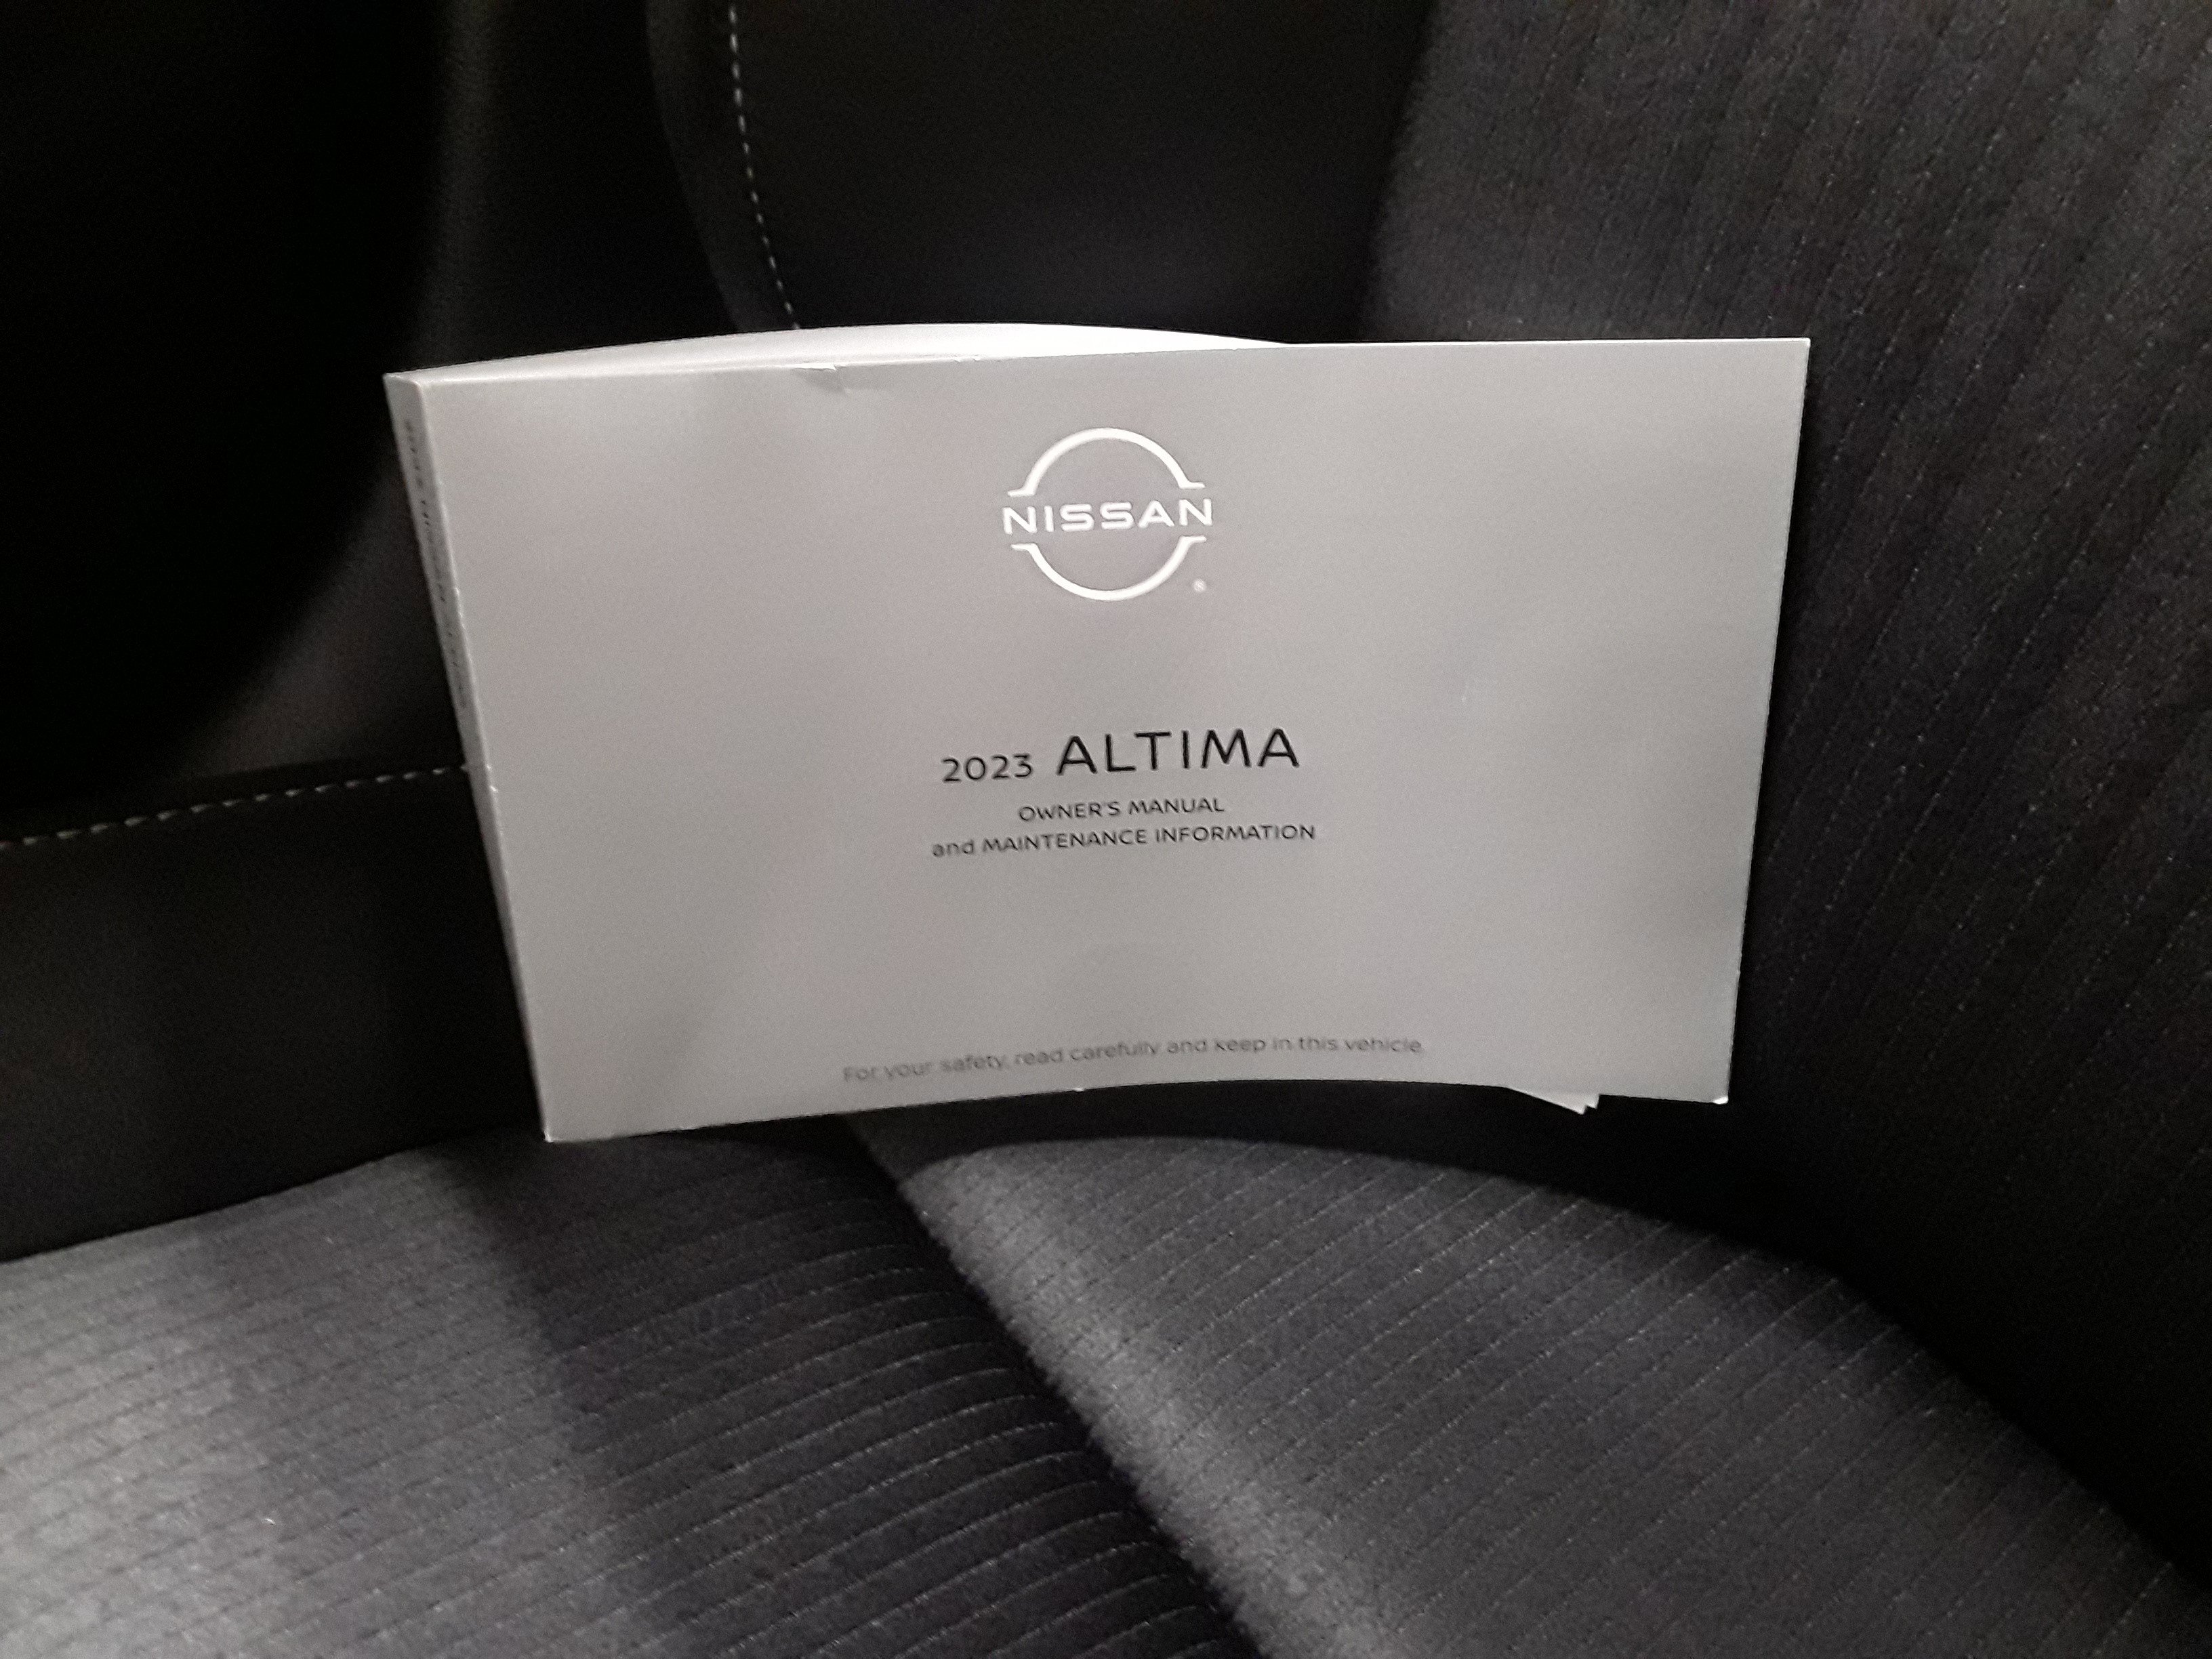 NISSAN
2023 ALTIMA
OWNER'S MANUAL
and MAINTENANCE INFORMATION
For your safety, read carefully and keep in this vehicle.